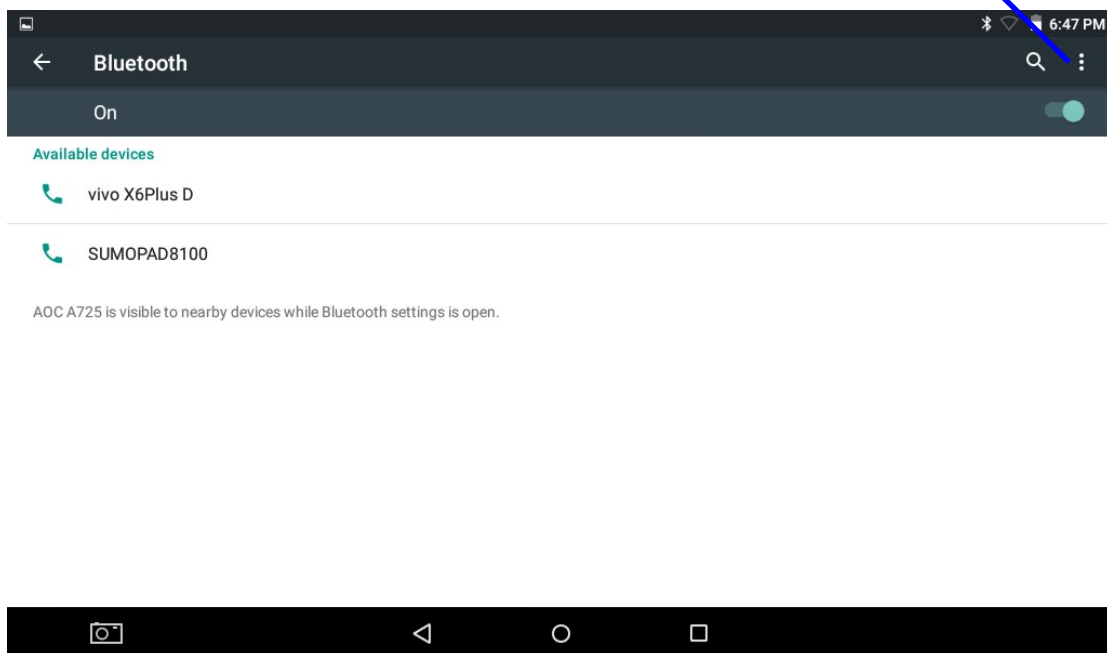 6:47 PM
Bluetooth
On
Available devices
vivo X6Plus D
SUMOPAD8100
AOC A725 is visible to nearby devices while Bluetooth settings is open.